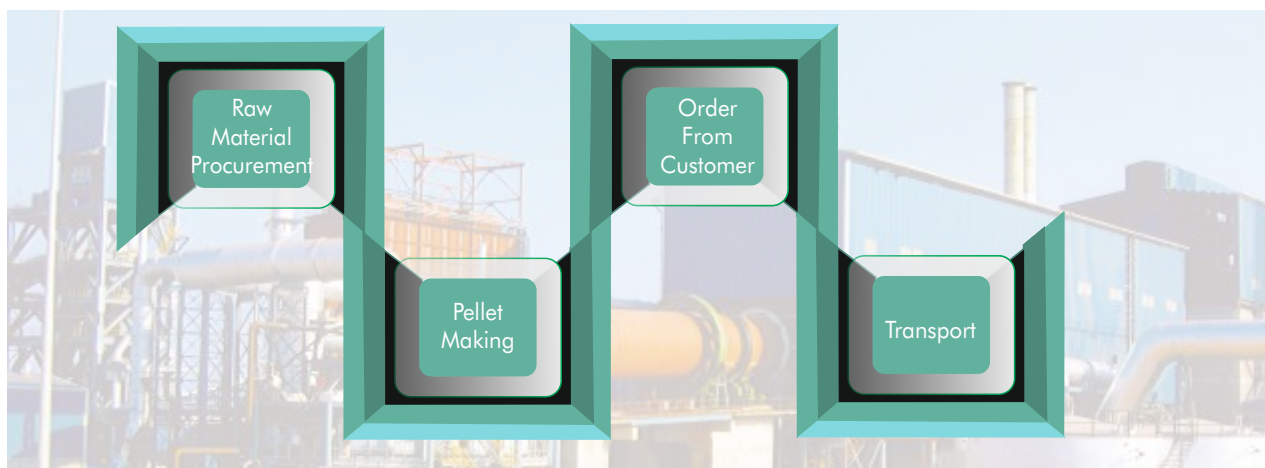 Raw
Material
Procurement
Pellet
Making
Order
From
Customer
Transport